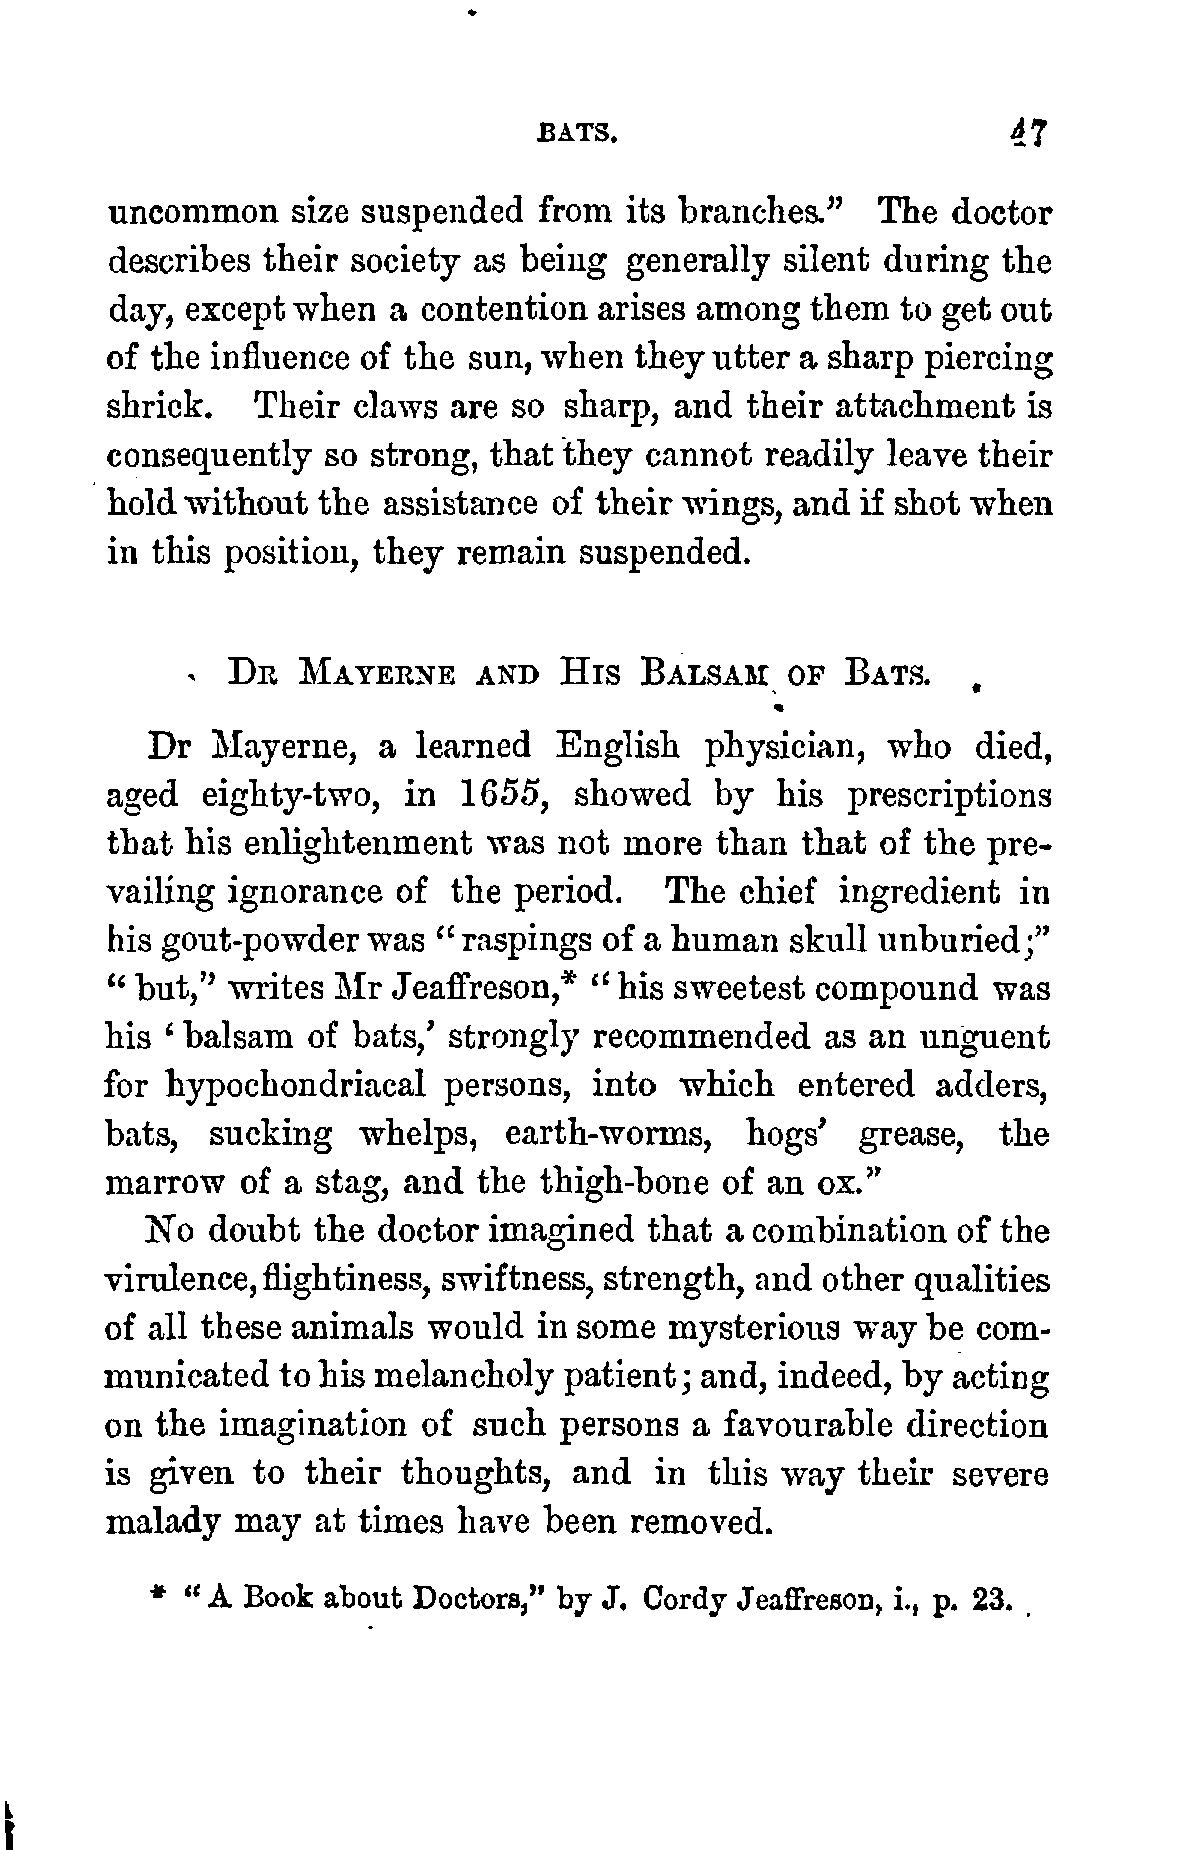 BATS. 47
uncommon size suspended from its branches.” The doctor
describes their society as being generally silent during the
day, except when a contention arises among them to get out
of the influence of the sun, when they utter a sharp piercing
shrick. Their claws are so sharp, and their attachment is
consequently so strong, that they cannot readily leave their
hold without the assistance of their wings, and if shot when
in this position, they remain suspended.
DR MAYERNE AND HIS BALSAM OF BATS.
Dr Mayerne, a learned English physician, who died,
aged eighty-two, in 1655, showed by his prescriptions
that his enlightenment was not more than that of the pre-
vailing ignorance of the period. The chief ingredient in
his gout-powder was “raspings of a human skull unburied;”
“but,” writes Mr Jeaffreson,* “his sweetest compound was
his ‘balsam of bats,’ strongly recommended as an unguent
for hypochondriacal persons, into which entered adders,
bats, sucking whelps, earth-worms, hogs’ grease, the
marrow of a stag, and the thigh-bone of an ox.”
No doubt the doctor imagined that a combination of the
virulence, flightiness, swiftness, strength, and other qualities
of all these animals would in some mysterious way be com-
municated to his melancholy patient; and, indeed, by acting
on the imagination of such persons a favourable direction
is given to their thoughts, and in this way their severe
malady may at times have been removed.
* “A Book about Doctors,” by J. Cordy Jeaffreson, i., p. 23.